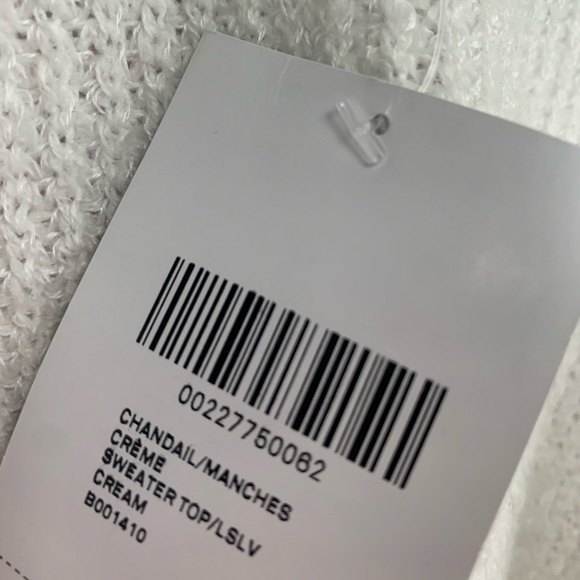 00227750062
CHANDAIL/MANCHES
CRÈME
SWEATER TOP/LSLV
CREAM
B001410